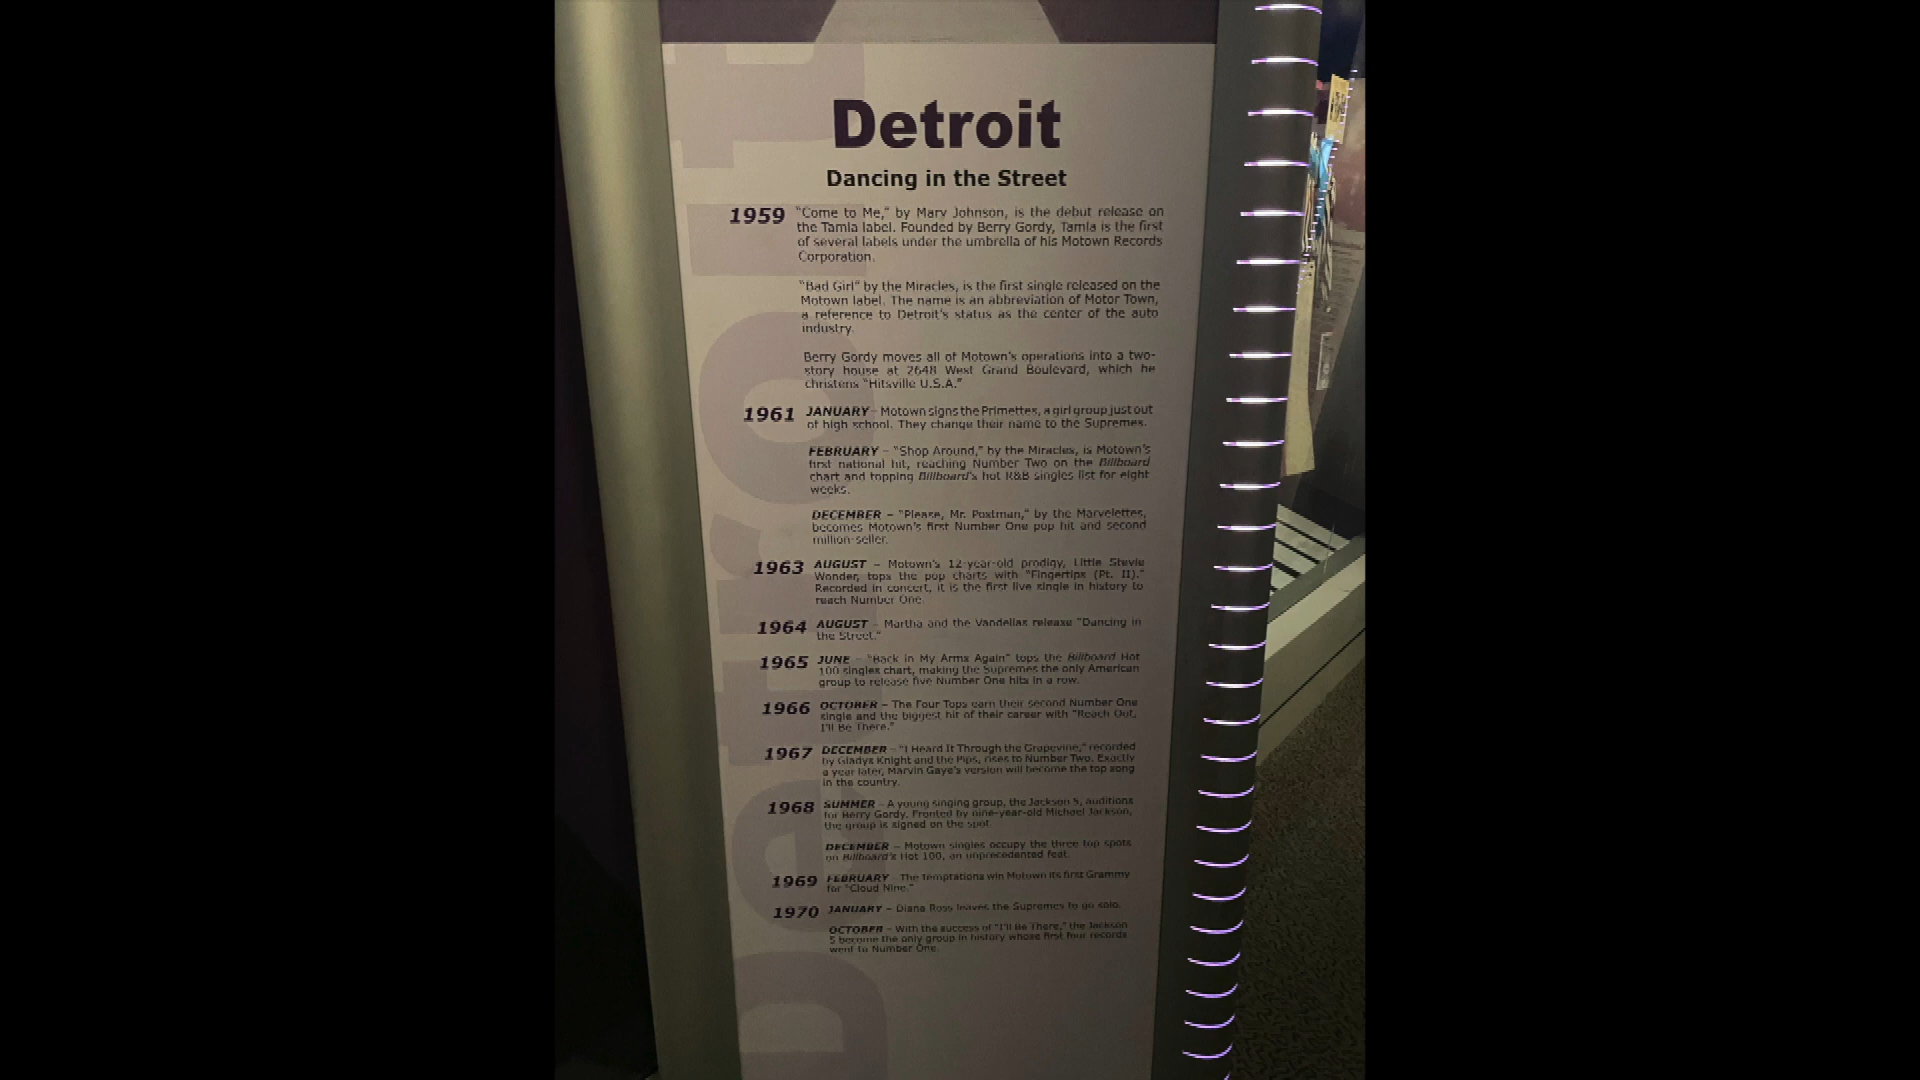 Detroit
Dancing in the Street
1959 "Come to Me," by Marv Johnson, is the debut release on
the Tamla label. Founded by Berry Gordy, Tamla is the first
of several labels under the umbrella of his Motown Records
Corporation.
"Bad Girl" by the Miracles, is the first single released on the
Motown label. The name is an abbreviation of Motor Town,
a reference to Detroit's status as the center of the auto
industry.
Berry Gordy moves all of Motown's operations into a two-
story house at 2648 West Grand Boulevard, which he
christens "Hitsville U.S.A."
1961 JANUARY – Motown signs the Primettes, a girl group just out
of high school. They change their name to the Supremes.
FEBRUARY – "Shop Around," by the Miracles, is Motown's
first national hit, reaching Number Two on the Billboard
chart and topping Billboard's hot R&B singles list for eight
weeks.
DECEMBER – "Please, Mr. Postman," by the Marvelettes,
becomes Motown's first Number One pop hit and second
million-seller.
1963 AUGUST – Motown's 12-year-old prodigy, Little Stevie
Wonder, tops the pop charts with "Fingertips (Pt. II)."
Recorded in concert, it is the first live single in history to
reach Number One.
1964 AUGUST – Martha and the Vandellas release "Dancing in
the Street."
1965 JUNE – "Back in My Arms Again" tops the Billboard Hot
100 singles chart, making the Supremes the only American
group to release five Number One hits in a row.
1966 OCTOBER – The Four Tops earn their second Number One
single and the biggest hit of their career with "Reach Out,
I'll Be There."
1967 DECEMBER – "I Heard It Through the Grapevine," recorded
by Gladys Knight and the Pips, rises to Number Two. Exactly
a year later, Marvin Gaye's version will become the top song
in the country.
1968 SUMMER – A young singing group, the Jackson 5, auditions
for Berry Gordy. Fronted by nine-year-old Michael Jackson,
the group is signed on the spot.
DECEMBER – Motown singles occupy the three top spots
on Billboard's Hot 100, an unprecedented feat.
1969 FEBRUARY – The Temptations win Motown its first Grammy
for "Cloud Nine."
1970 JANUARY – Diana Ross leaves the Supremes to go solo.
OCTOBER – With the success of "I'll Be There," the Jackson
5 become the only group in history whose first four records
went to Number One.
Detroit